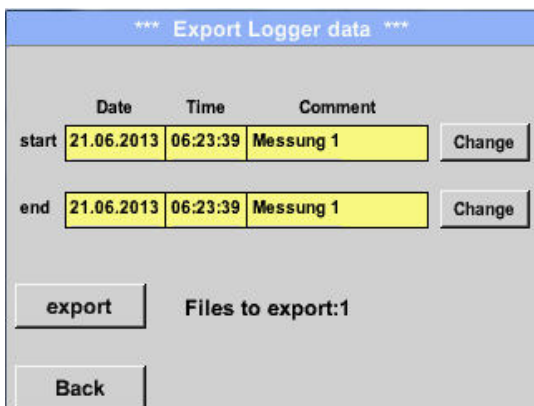 *** Export Logger data ***
Date Time Comment
start 21.06.2013 06:23:39 Messung 1 Change
end 21.06.2013 06:23:39 Messung 1 Change
export Files to export:1
Back